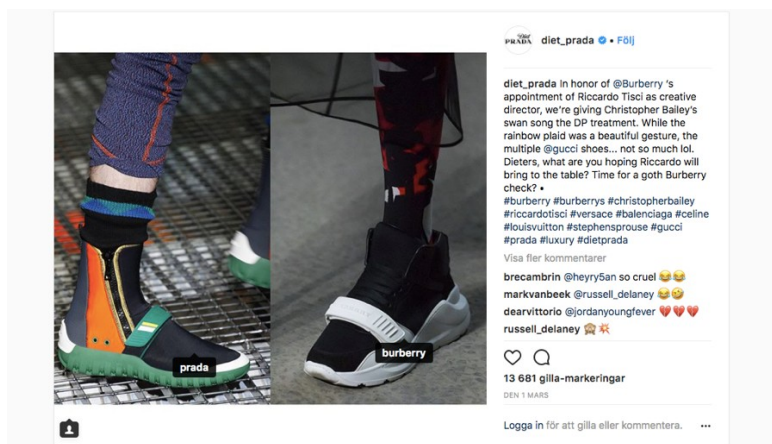 Diet
PRADA
diet_prada • Följ
diet_prada In honor of @Burberry 's
appointment of Riccardo Tisci as creative
director, we're giving Christopher Bailey's
swan song the DP treatment. While the
rainbow plaid was a beautiful gesture, the
multiple @gucci shoes... not so much lol.
Dieters, what are you hoping Riccardo will
bring to the table? Time for a goth Burberry
check? •
#burberry #burberrys #christopherbailey
#riccardotisci #versace #balenciaga #celine
#louisvuitton #stephensprouse #gucci
#prada #luxury #dietprada
Visa fler kommentarer
brecambrin @heyry5an so cruel 😂😂
markvanbeek @russell_delaney 😂🤣
dearvittorio @jordanyoungfever 💔💔💔
russell_delaney 🙈💥
13 681 gilla-markeringar
DEN 1 MARS
Logga in för att gilla eller kommentera.
prada
burberry